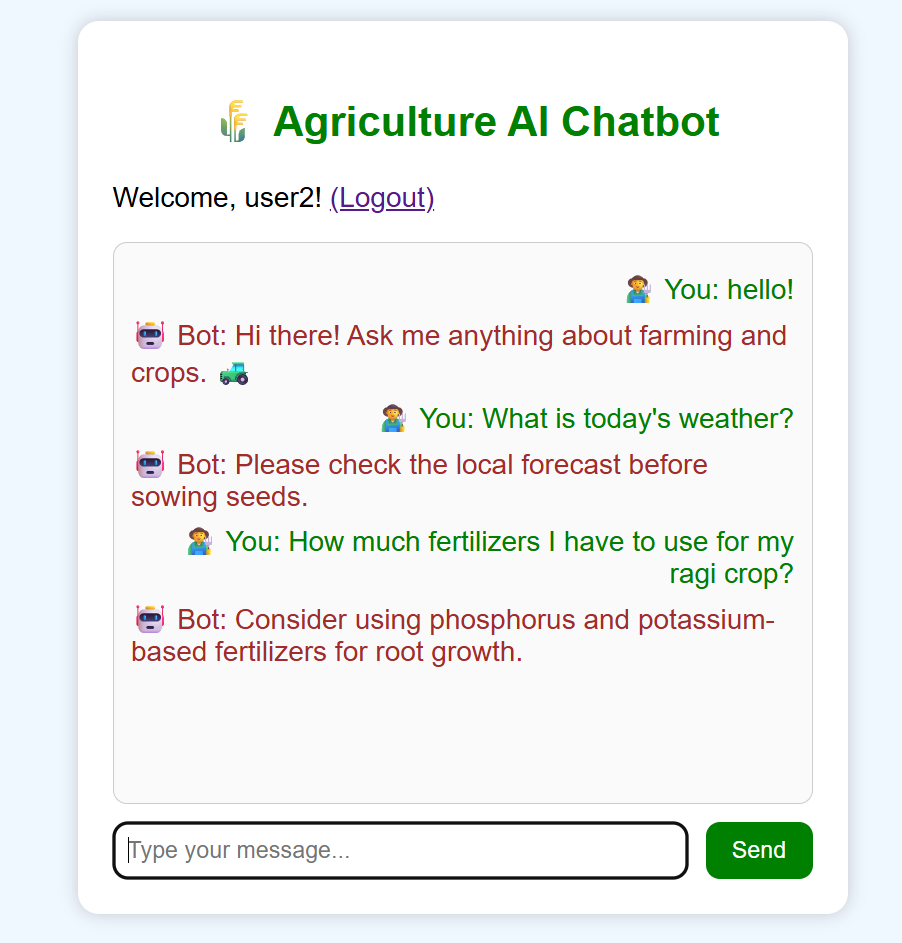 Agriculture AI Chatbot
Welcome, user2! (Logout)
You: hello!
Bot: Hi there! Ask me anything about farming and
crops.
You: What is today's weather?
Bot: Please check the local forecast before
sowing seeds.
You: How much fertilizers I have to use for my
ragi crop?
Bot: Consider using phosphorus and potassium-
based fertilizers for root growth.
Type your message...
Send